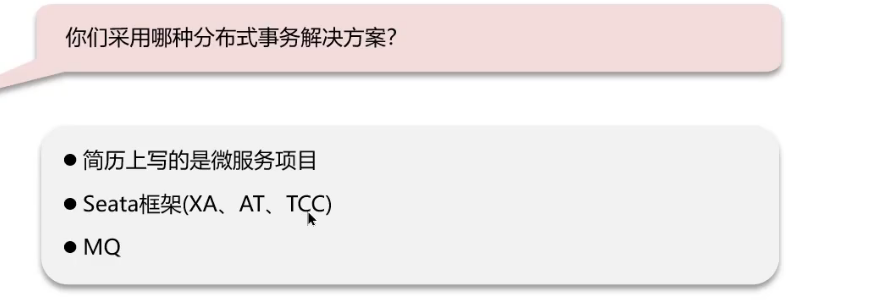 你们采用哪种分布式事务解决方案？
● 简历上写的是微服务项目
● Seata框架(XA、AT、TCC)
● MQ